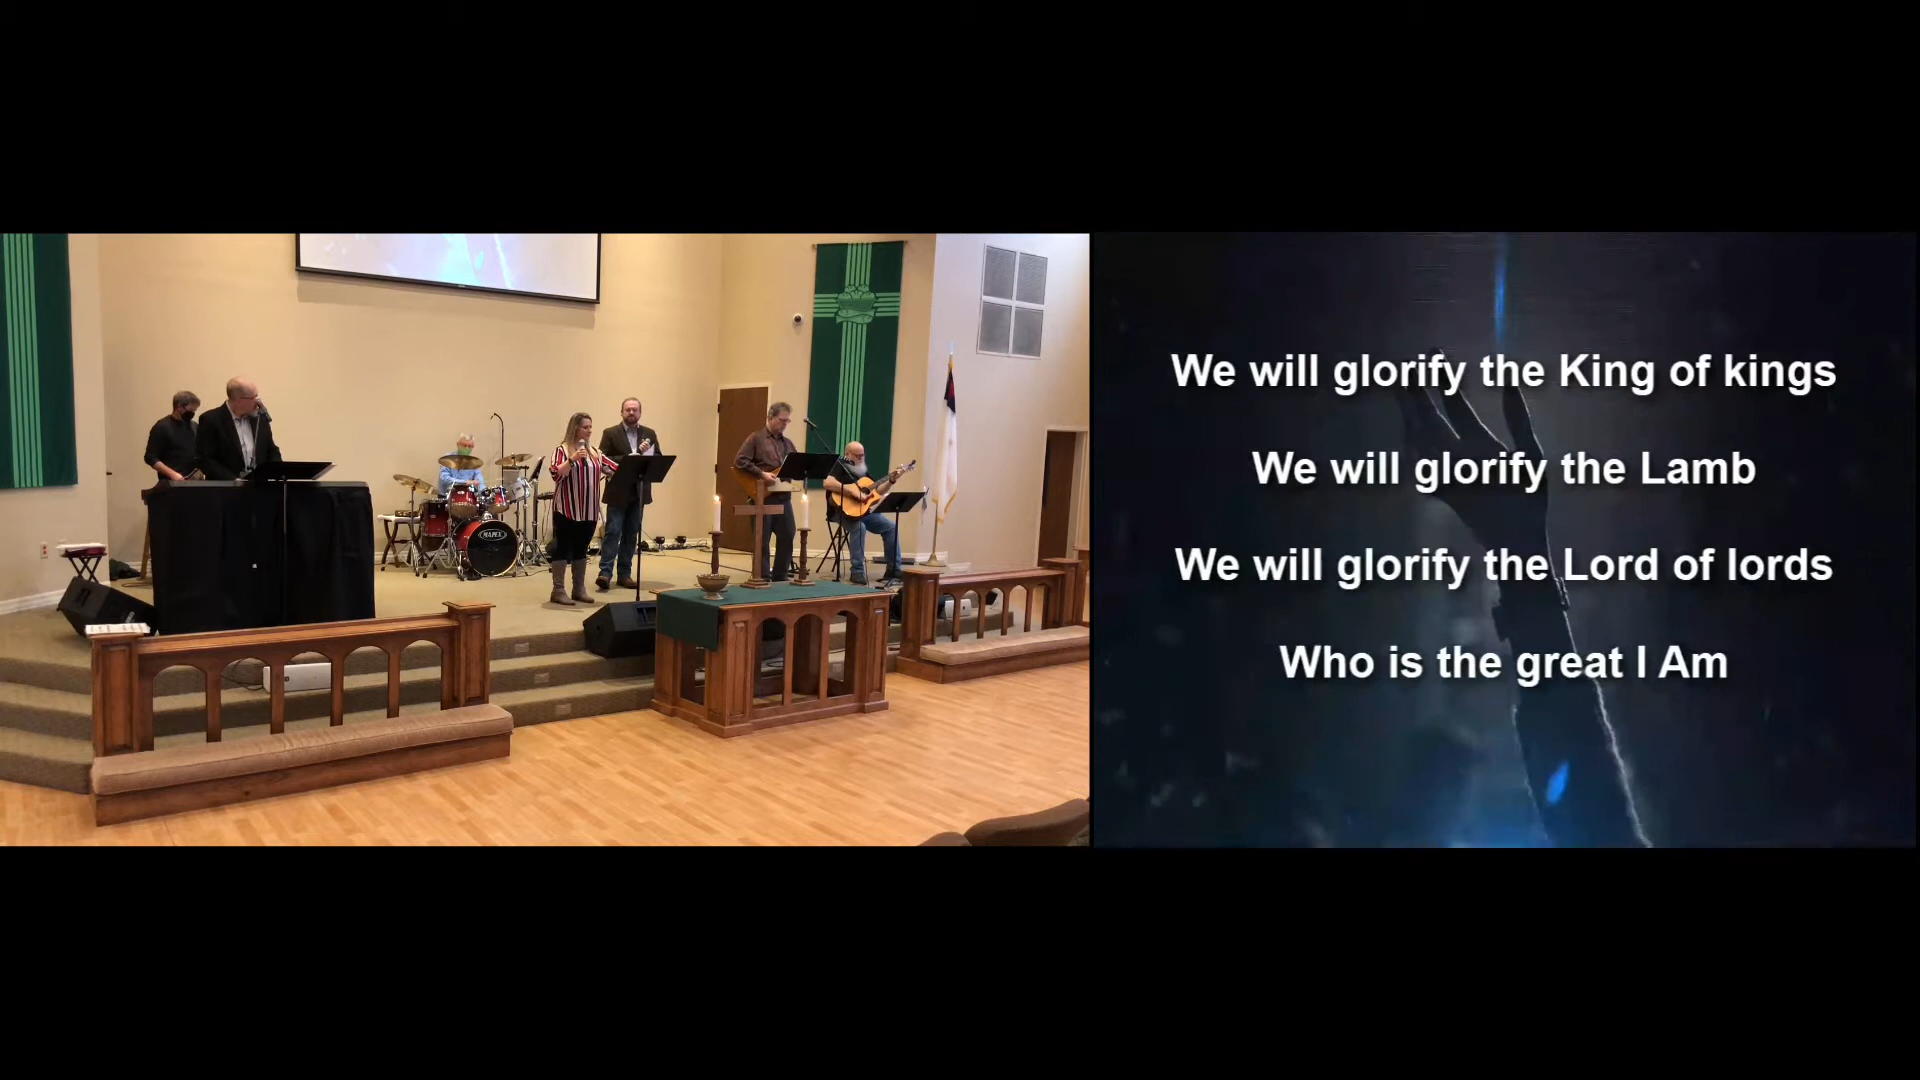 MAPEX
We will glorify the King of kings
We will glorify the Lamb
We will glorify the Lord of lords
Who is the great I Am